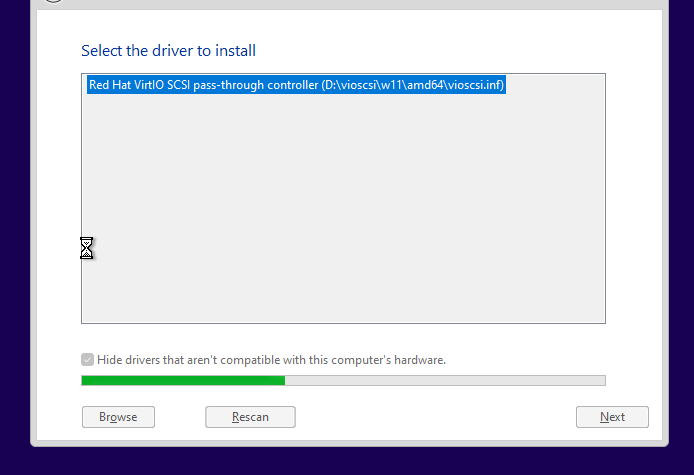 Select the driver to install
Red Hat VirtIO SCSI pass-through controller (D:\vioscsi\w11\amd64\vioscsi.inf)
Hide drivers that aren't compatible with this computer's hardware.
Browse
Rescan
Next